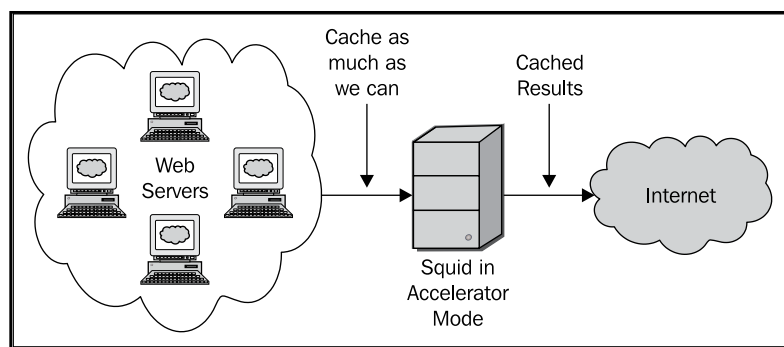 Cache as
much as
we can
Cached
Results
Web
Servers
Internet
Squid in
Accelerator
Mode